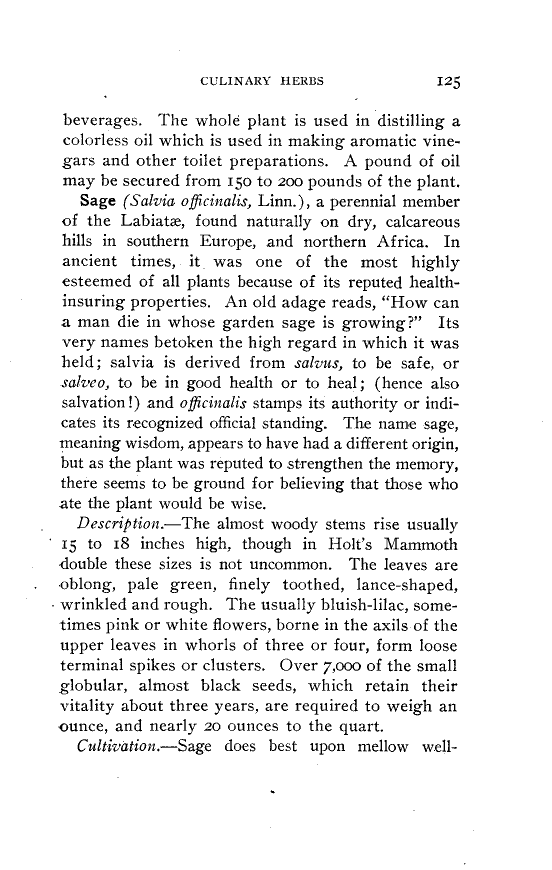 CULINARY HERBS 125
beverages. The whole plant is used in distilling a
colorless oil which is used in making aromatic vine-
gars and other toilet preparations. A pound of oil
may be secured from 150 to 200 pounds of the plant.
Sage (Salvia officinalis, Linn.), a perennial member
of the Labiatæ, found naturally on dry, calcareous
hills in southern Europe, and northern Africa. In
ancient times, it was one of the most highly
esteemed of all plants because of its reputed health-
insuring properties. An old adage reads, "How can
a man die in whose garden sage is growing?" Its
very names betoken the high regard in which it was
held; salvia is derived from salvus, to be safe, or
salveo, to be in good health or to heal; (hence also
salvation!) and officinalis stamps its authority or indi-
cates its recognized official standing. The name sage,
meaning wisdom, appears to have had a different origin,
but as the plant was reputed to strengthen the memory,
there seems to be ground for believing that those who
ate the plant would be wise.
Description.—The almost woody stems rise usually
15 to 18 inches high, though in Holt's Mammoth
double these sizes is not uncommon. The leaves are
oblong, pale green, finely toothed, lance-shaped,
wrinkled and rough. The usually bluish-lilac, some-
times pink or white flowers, borne in the axils of the
upper leaves in whorls of three or four, form loose
terminal spikes or clusters. Over 7,000 of the small
globular, almost black seeds, which retain their
vitality about three years, are required to weigh an
ounce, and nearly 20 ounces to the quart.
Cultivation.—Sage does best upon mellow well-